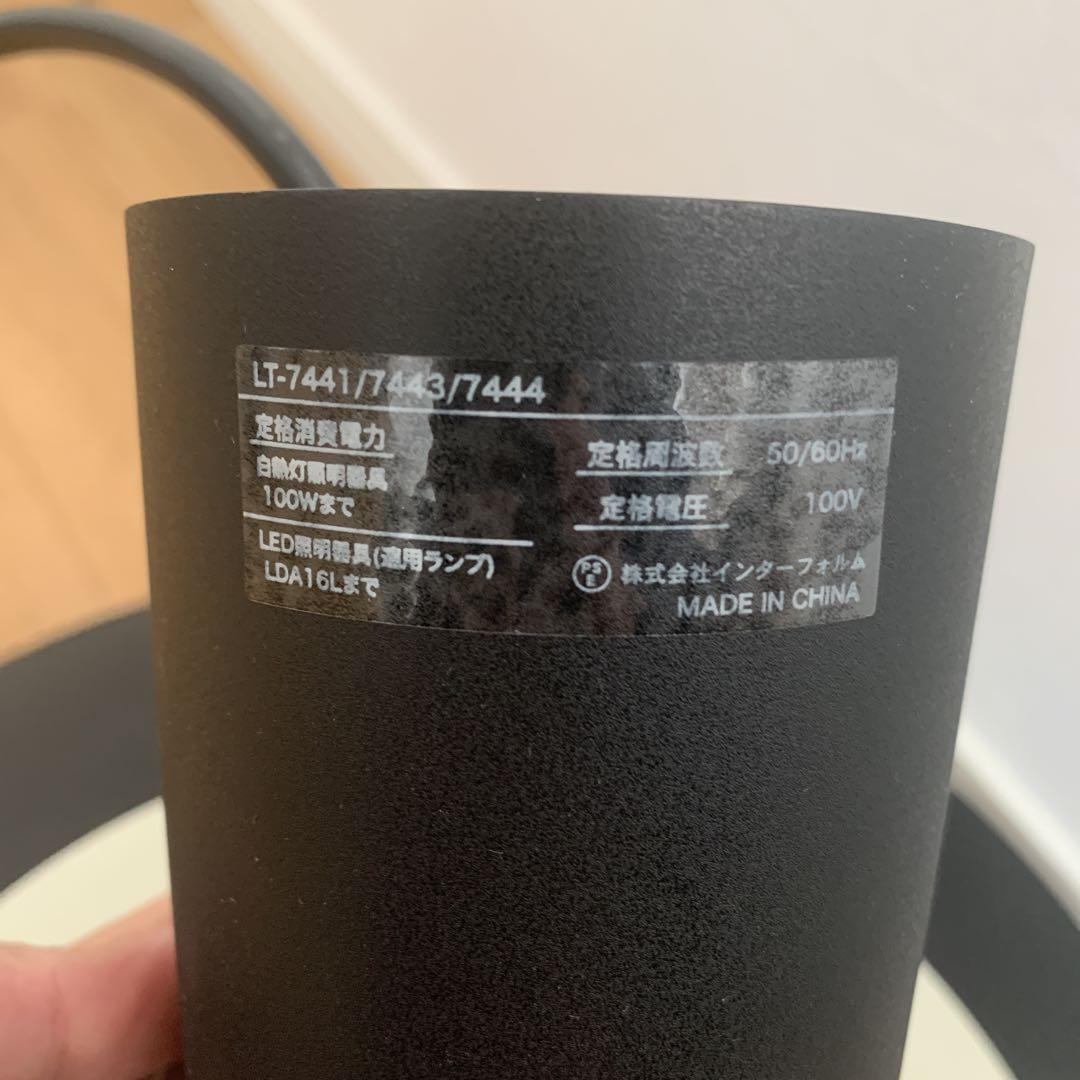 LT-7441/7443/7444
定格消費電力
白熱灯照明器具
100Wまで
LED照明器具(適用ランプ)
LDA16Lまで
定格周波数 50/60Hz
定格電圧 100V
PSE 株式会社インターフォルム
MADE IN CHINA